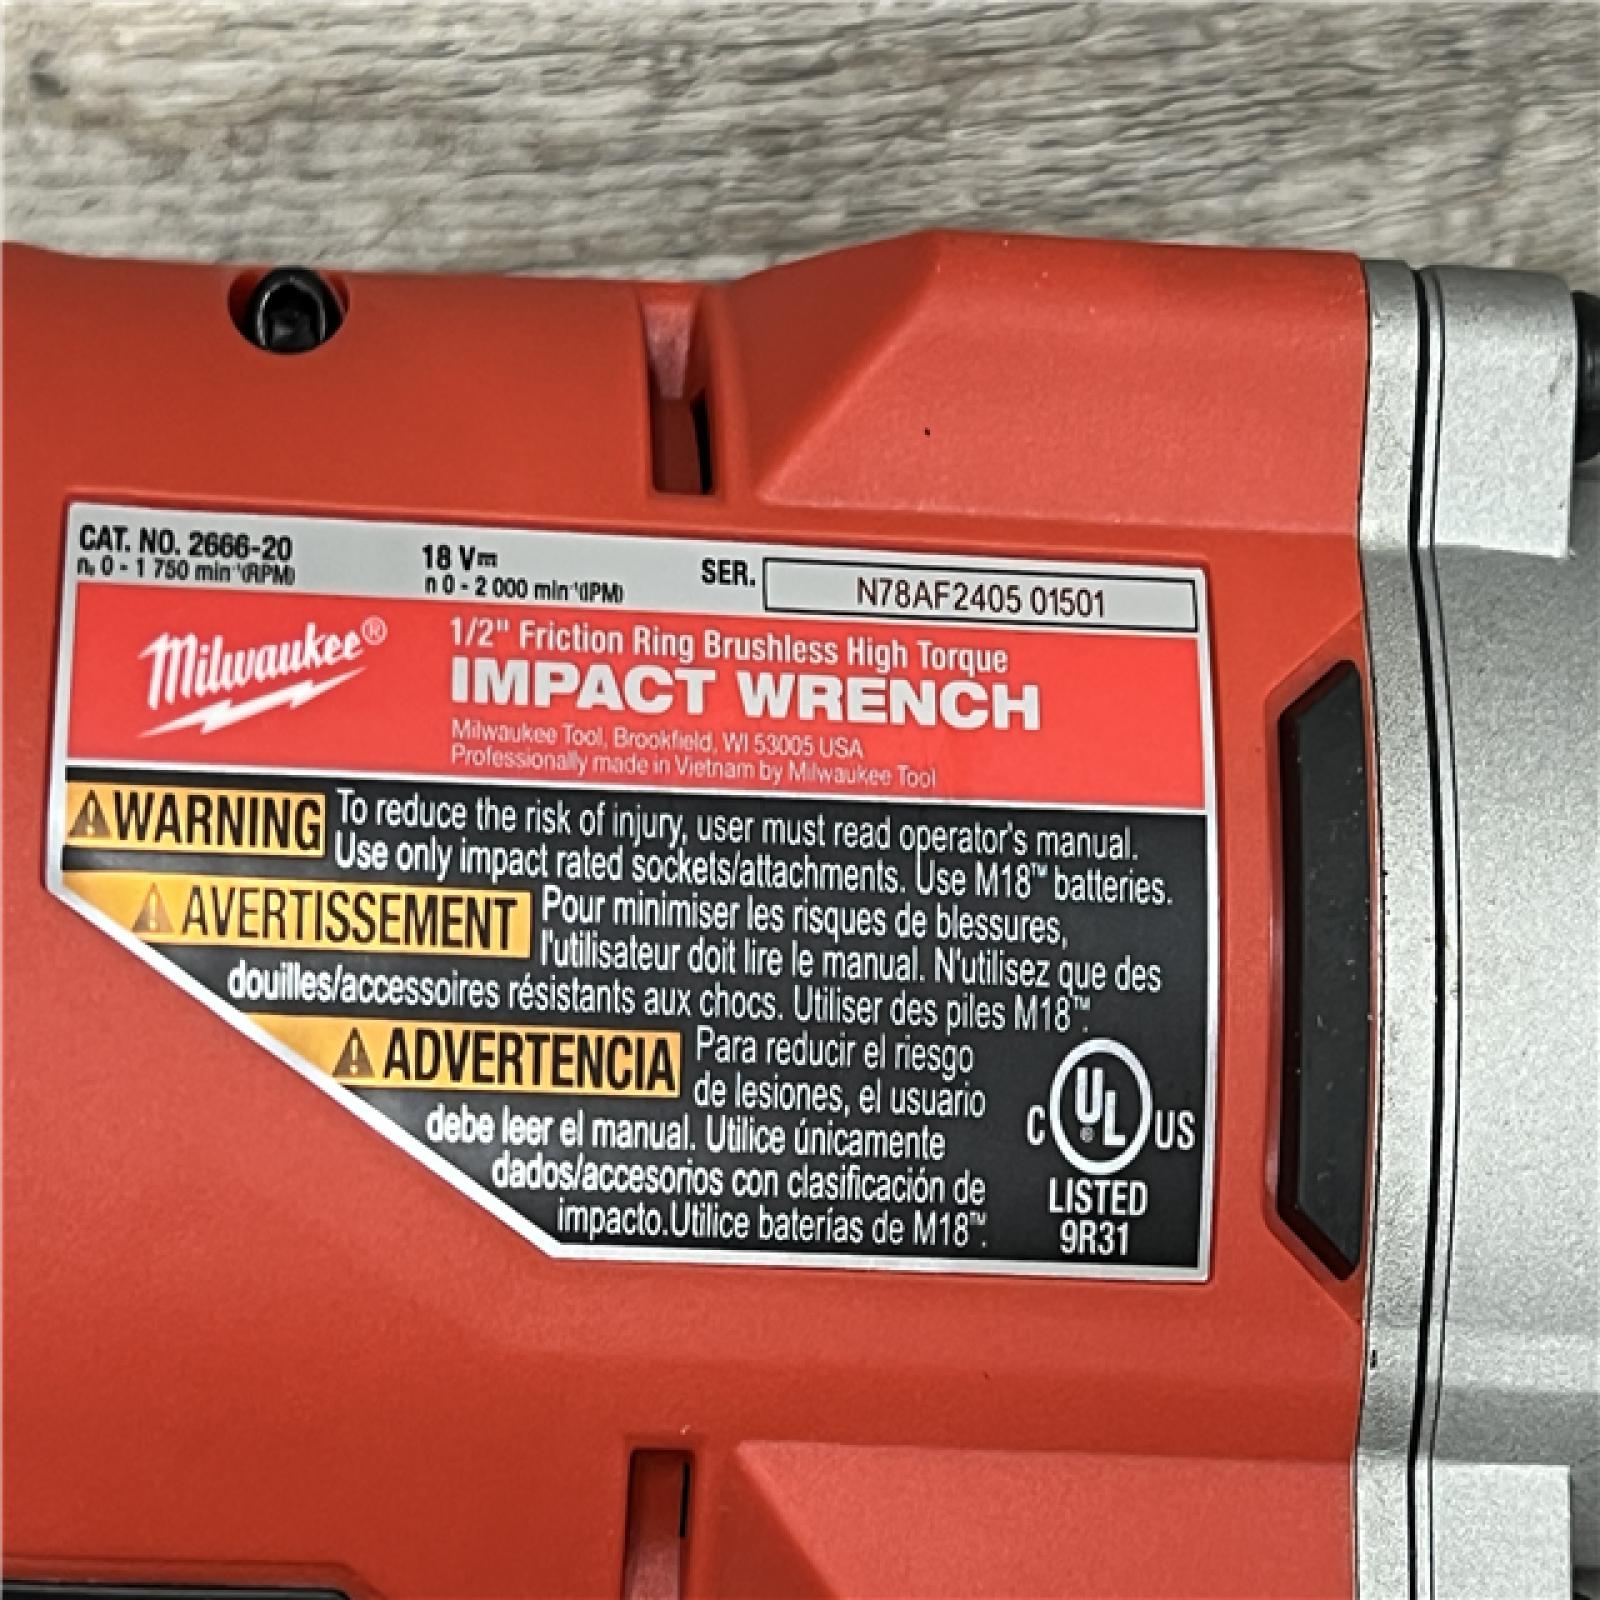 CAT. NO. 2666-20
n₀ 0 - 1 750 min⁻¹(RPM)
18 V⎓
n 0 - 2 000 min⁻¹(IPM)
SER.
N78AF2405 01501
Milwaukee®
1/2" Friction Ring Brushless High Torque
IMPACT WRENCH
Milwaukee Tool, Brookfield, WI 53005 USA
Professionally made in Vietnam by Milwaukee Tool
WARNING To reduce the risk of injury, user must read operator's manual.
Use only impact rated sockets/attachments. Use M18™ batteries.
AVERTISSEMENT Pour minimiser les risques de blessures,
l'utilisateur doit lire le manual. N'utilisez que des
douilles/accessoires résistants aux chocs. Utiliser des piles M18™.
ADVERTENCIA Para reducir el riesgo
de lesiones, el usuario
debe leer el manual. Utilice únicamente
dados/accesorios con clasificación de
impacto.Utilice baterías de M18™.
C UL® US
LISTED
9R31